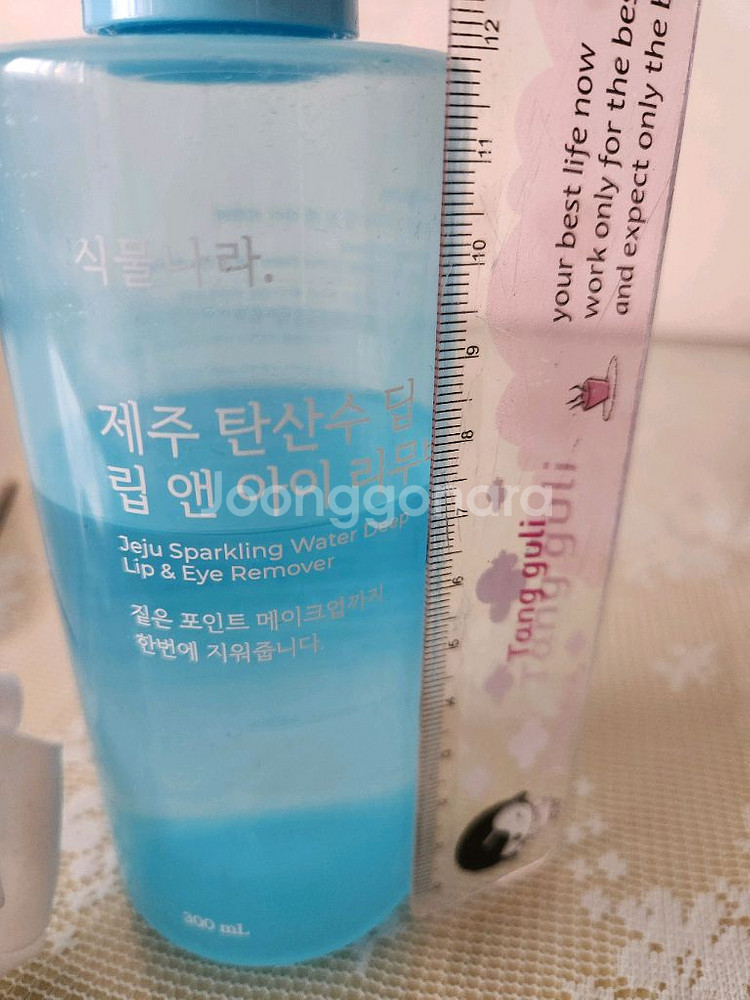 식물나라.
제주 탄산수 딥
립 앤 아이 리무
Jeju Sparkling Water Deep
Lip & Eye Remover
짙은 포인트 메이크업까지
한번에 지워줍니다.
300 mL
Joonggonara
12
11
10
9
8
7
6
5
your best life now
work only for the bes
and expect only the b
Tang guli